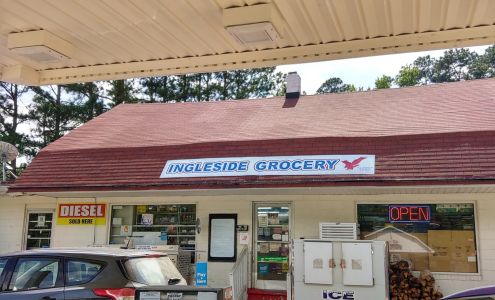 INGLESIDE GROCERY
DIESEL
SOLD HERE
OPEN
ICE